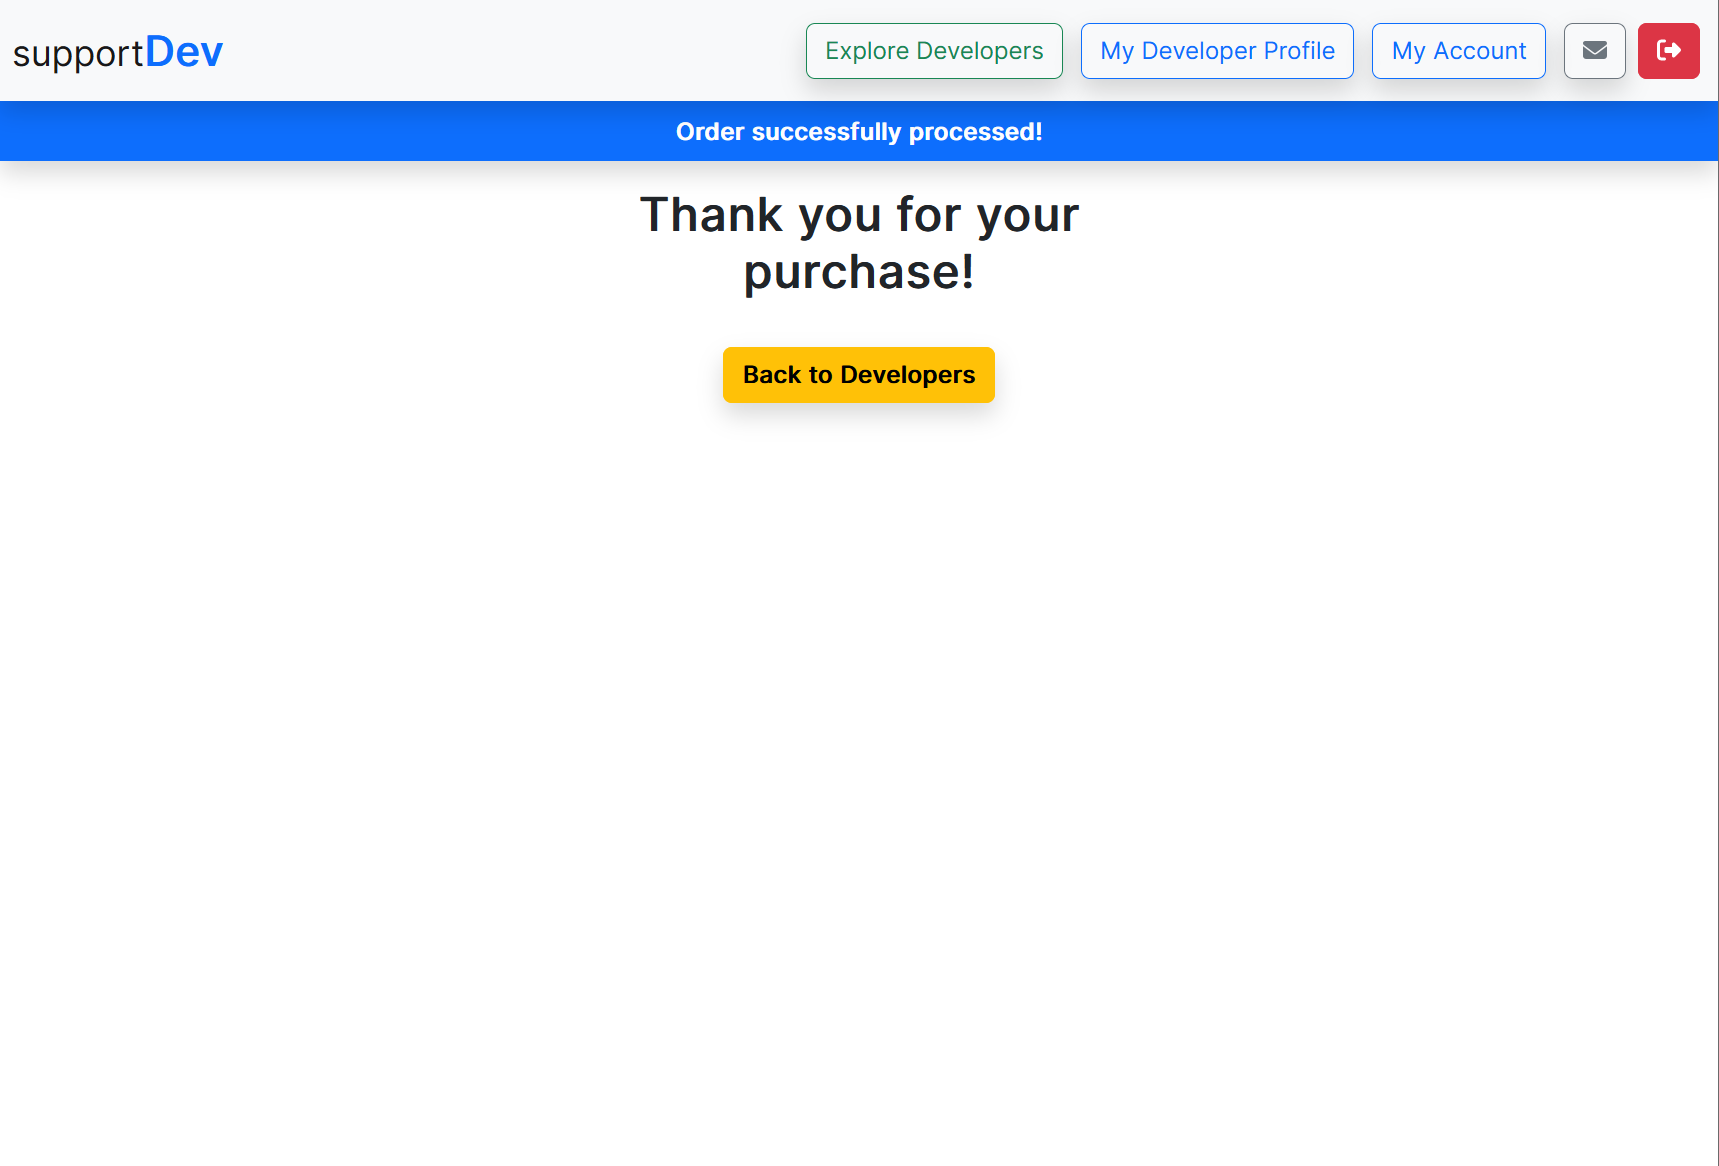 supportDev
Explore Developers
My Developer Profile
My Account
Order successfully processed!
Thank you for your
purchase!
Back to Developers